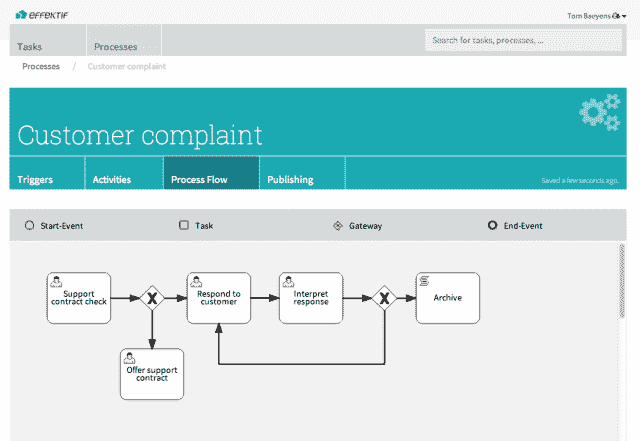 effektif
Tom Baeyens
Tasks
Processes
Search for tasks, processes, ...
Processes / Customer complaint
Customer complaint
Triggers
Activities
Process Flow
Publishing
Saved a few seconds ago.
Start-Event
Task
Gateway
End-Event
Support
contract check
X
Respond to
customer
Interpret
response
X
Archive
Offer support
contract